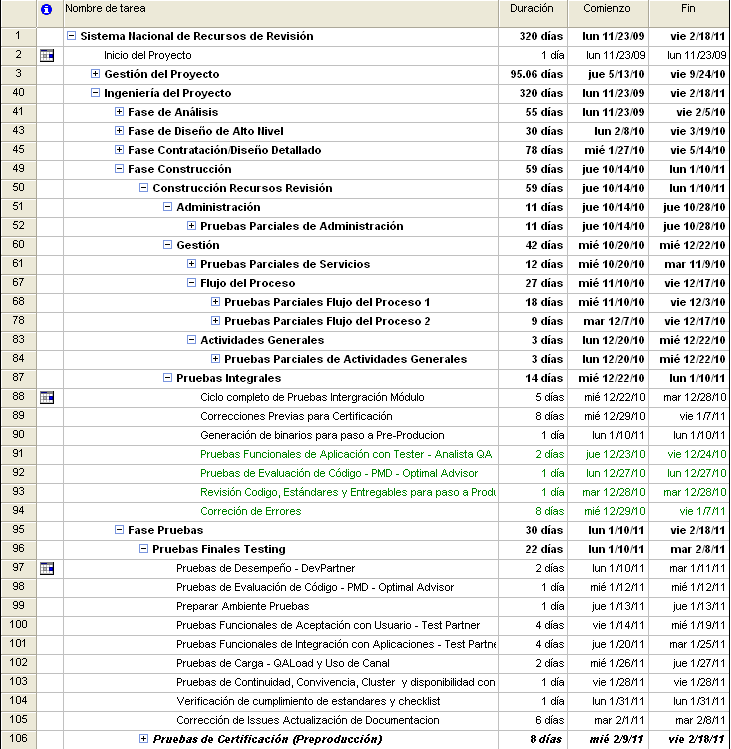 Nombre de tarea Duración Comienzo Fin
1 Sistema Nacional de Recursos de Revisión 320 días lun 11/23/09 vie 2/18/11
2 Inicio del Proyecto 1 día lun 11/23/09 lun 11/23/09
3 Gestión del Proyecto 95.06 días jue 5/13/10 vie 9/24/10
40 Ingeniería del Proyecto 320 días lun 11/23/09 vie 2/18/11
41 Fase de Análisis 55 días lun 11/23/09 vie 2/5/10
43 Fase de Diseño de Alto Nivel 30 días lun 2/8/10 vie 3/19/10
45 Fase Contratación/Diseño Detallado 78 días mié 1/27/10 vie 5/14/10
49 Fase Construcción 59 días jue 10/14/10 lun 1/10/11
50 Construcción Recursos Revisión 59 días jue 10/14/10 lun 1/10/11
51 Administración 11 días jue 10/14/10 jue 10/28/10
52 Pruebas Parciales de Administración 11 días jue 10/14/10 jue 10/28/10
60 Gestión 42 días mié 10/20/10 mié 12/22/10
61 Pruebas Parciales de Servicios 12 días mié 10/20/10 mar 11/9/10
67 Flujo del Proceso 27 días mié 11/10/10 vie 12/17/10
68 Pruebas Parciales Flujo del Proceso 1 18 días mié 11/10/10 vie 12/3/10
78 Pruebas Parciales Flujo del Proceso 2 9 días mar 12/7/10 vie 12/17/10
83 Actividades Generales 3 días lun 12/20/10 mié 12/22/10
84 Pruebas Parciales de Actividades Generales 3 días lun 12/20/10 mié 12/22/10
87 Pruebas Integrales 14 días mié 12/22/10 lun 1/10/11
88 Ciclo completo de Pruebas Intergración Módulo 5 días mié 12/22/10 mar 12/28/10
89 Correcciones Previas para Certificación 8 días mié 12/29/10 vie 1/7/11
90 Generación de binarios para paso a Pre-Producion 1 día lun 1/10/11 lun 1/10/11
91 Pruebas Funcionales de Aplicación con Tester - Analista QA 2 días jue 12/23/10 vie 12/24/10
92 Pruebas de Evaluación de Código - PMD - Optimal Advisor 1 día lun 12/27/10 lun 12/27/10
93 Revisión Codigo, Estándares y Entregables para paso a Produ 1 día mar 12/28/10 mar 12/28/10
94 Correción de Errores 8 días mié 12/29/10 vie 1/7/11
95 Fase Pruebas 30 días lun 1/10/11 vie 2/18/11
96 Pruebas Finales Testing 22 días lun 1/10/11 mar 2/8/11
97 Pruebas de Desempeño - DevPartner 2 días lun 1/10/11 mar 1/11/11
98 Pruebas de Evaluación de Código - PMD - Optimal Advisor 1 día mié 1/12/11 mié 1/12/11
99 Preparar Ambiente Pruebas 1 día jue 1/13/11 jue 1/13/11
100 Pruebas Funcionales de Aceptación con Usuario - Test Partner 4 días vie 1/14/11 mié 1/19/11
101 Pruebas Funcionales de Integración con Aplicaciones - Test Partne 4 días jue 1/20/11 mar 1/25/11
102 Pruebas de Carga - QALoad y Uso de Canal 2 días mié 1/26/11 jue 1/27/11
103 Pruebas de Continuidad, Convivencia, Cluster y disponibilidad con 1 día vie 1/28/11 vie 1/28/11
104 Verificación de cumplimiento de estandares y checklist 1 día lun 1/31/11 lun 1/31/11
105 Corrección de Issues Actualización de Documentacion 6 días mar 2/1/11 mar 2/8/11
106 Pruebas de Certificación (Preproducción) 8 días mié 2/9/11 vie 2/18/11